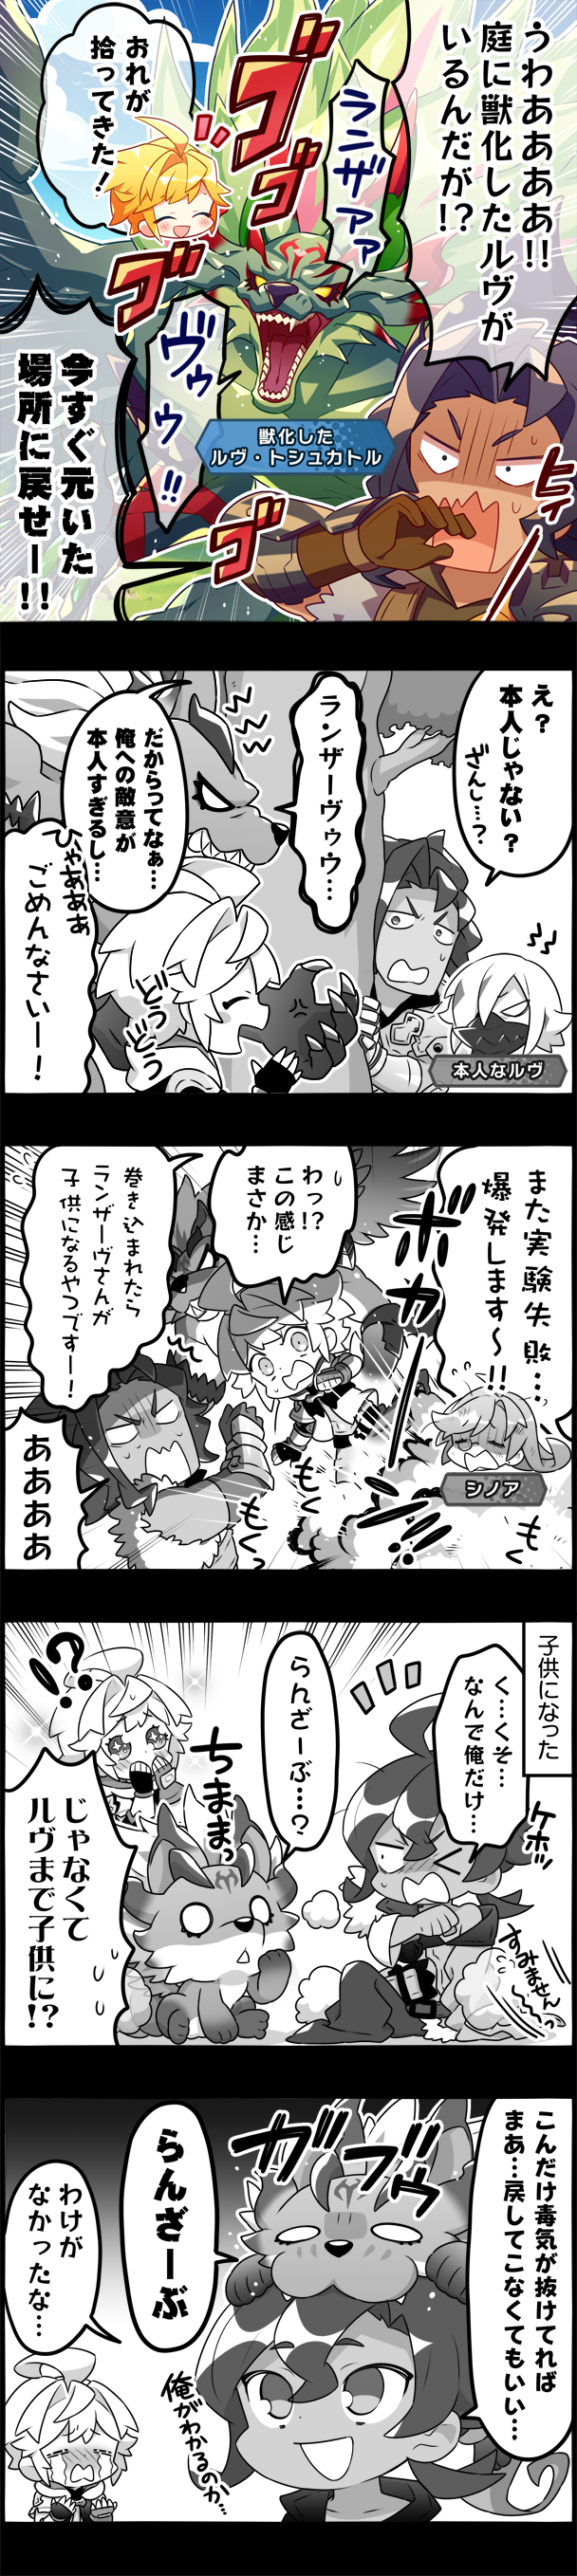 うわああああ!!
庭に獣化したルヴが
いるんだが!?
ランザァァ
ゴゴ
おれが
拾ってきた!
ゴ
ヴゥゥ!!
獣化した
ルヴ・トシュカトル
ヒィィ
ゴ
今すぐ元いた
場所に戻せー!!
え?
本人じゃない?
ざんし…?
ランザーヴゥウ…
だからってなぁ…
俺への敵意が
本人すぎるし…
ひゃあああ
ごめんなさいー!
どうどう
本人なルヴ
また実験失敗…
爆発します〜!!
ボカーン!!
わっ!?
この感じ
まさか…
巻き込まれたら
ランザーヴさんが
子供になるやつですー!
ああああ
シノア
もく
もく
もく
子供になった
く…くそ…
なんで俺だけ…
ケホッ
すみません〜っ
らんざーぶ…?
ちまっ
!?
じゃなくて
ルヴまで子供に!?
こんだけ毒気が抜けてれば
まあ…戻してこなくてもいい…
ガブゥ
らんざーぶ
俺がわかるのか…
わけが
なかったな…